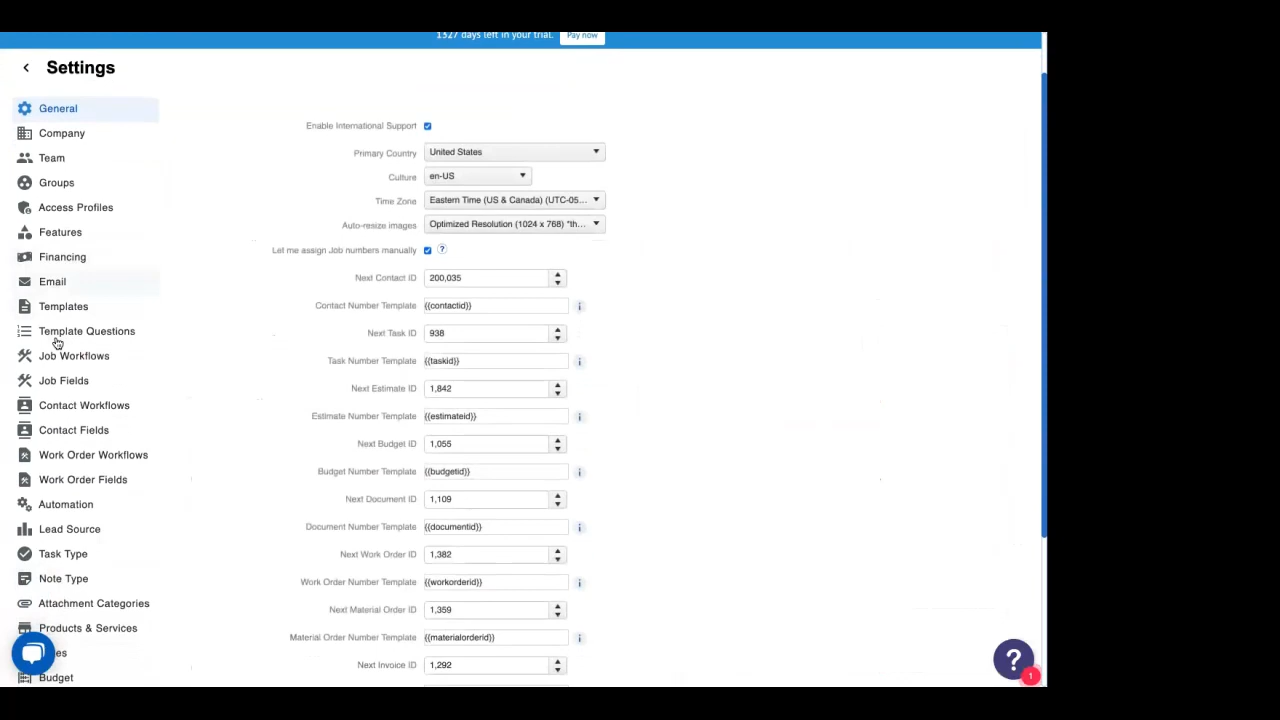 1327 days left in your trial. Pay now
Settings
General
Company
Team
Groups
Access Profiles
Features
Financing
Email
Templates
Template Questions
Job Workflows
Job Fields
Contact Workflows
Contact Fields
Work Order Workflows
Work Order Fields
Automation
Lead Source
Task Type
Note Type
Attachment Categories
Products & Services
es
Budget
Enable International Support
Primary Country United States
Culture en-US
Time Zone Eastern Time (US & Canada) (UTC-05...
Auto-resize images Optimized Resolution (1024 x 768) "th...
Let me assign Job numbers manually ?
Next Contact ID 200,035
Contact Number Template {{contactid}} i
Next Task ID 938
Task Number Template {{taskid}} i
Next Estimate ID 1,842
Estimate Number Template {{estimateid}} i
Next Budget ID 1,055
Budget Number Template {{budgetid}} i
Next Document ID 1,109
Document Number Template {{documentid}} i
Next Work Order ID 1,382
Work Order Number Template {{workorderid}} i
Next Material Order ID 1,359
Material Order Number Template {{materialorderid}} i
Next Invoice ID 1,292
?
1